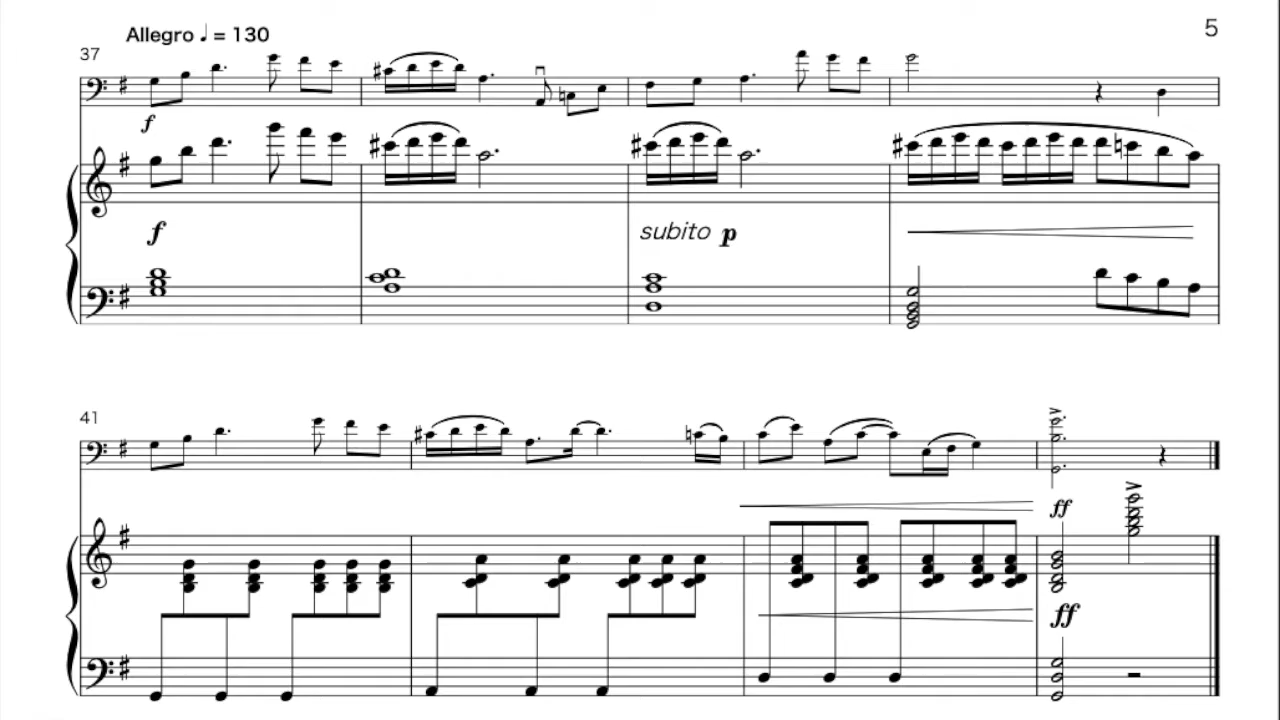 5
Allegro ♩ = 130
37
f
f
subito p
41
ff
ff